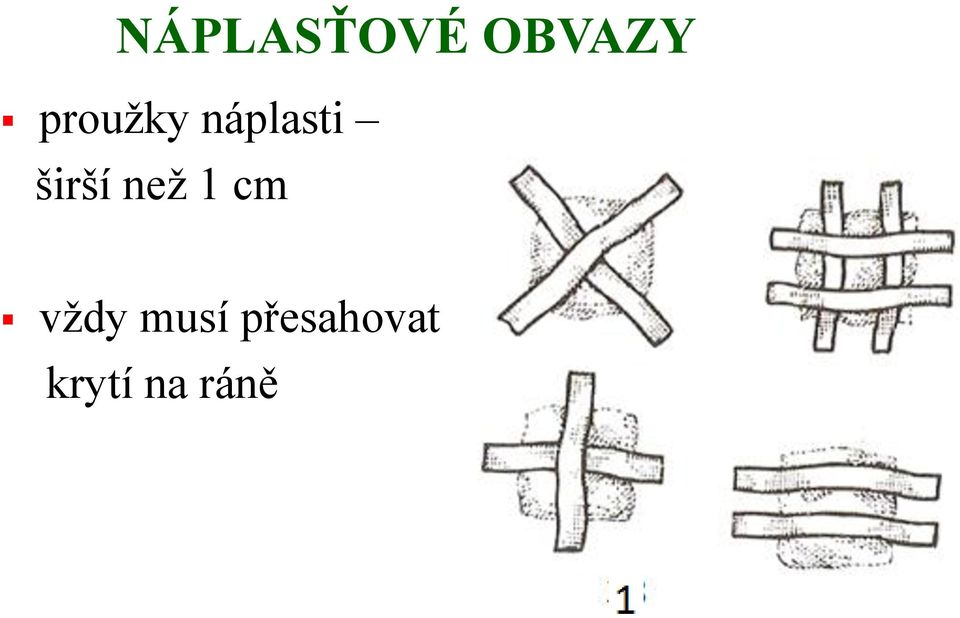 NÁPLASŤOVÉ OBVAZY
▪ proužky náplasti –
širší než 1 cm
▪ vždy musí přesahovat
krytí na ráně
1